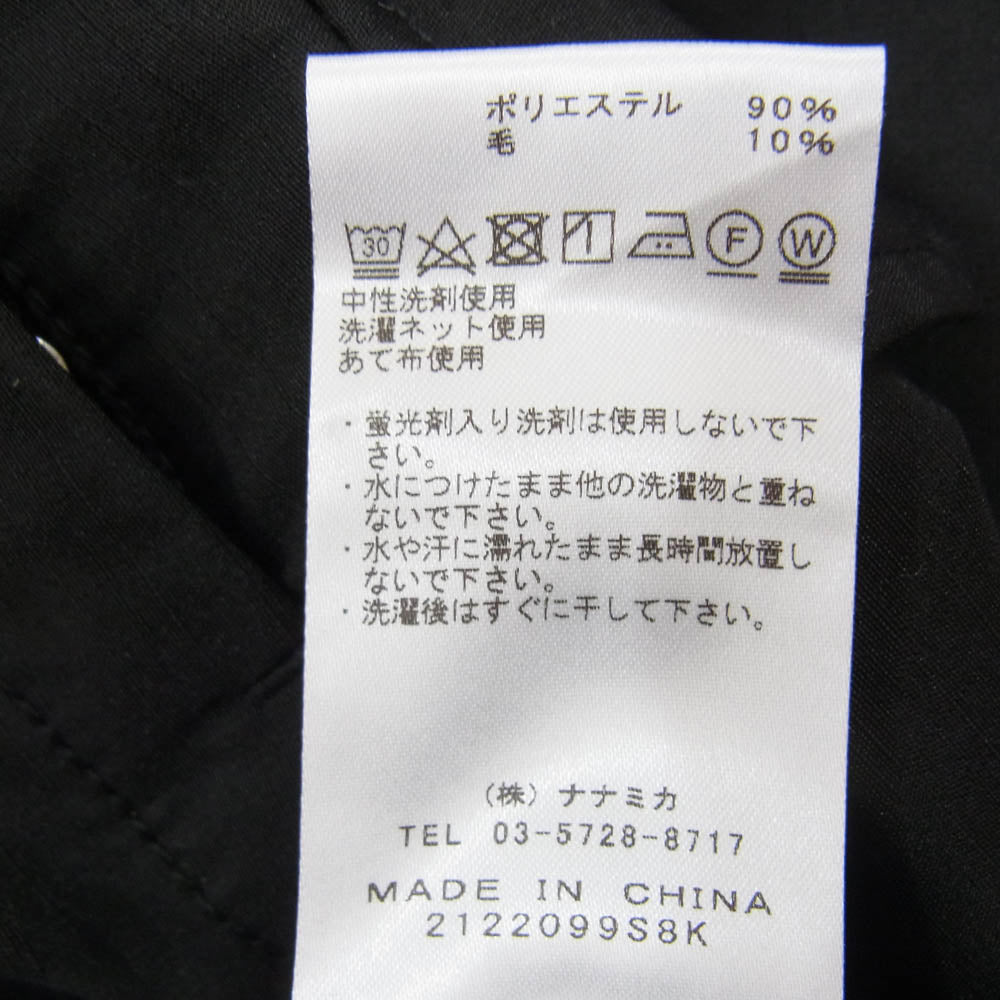 ポリエステル 90%
毛 10%
30 F W
中性洗剤使用
洗濯ネット使用
あて布使用
・蛍光剤入り洗剤は使用しないで下
さい。
・水につけたまま他の洗濯物と重ね
ないで下さい。
・水や汗に濡れたまま長時間放置し
ないで下さい。
・洗濯後はすぐに干して下さい。
(株)ナナミカ
TEL 03-5728-8717
MADE IN CHINA
2122099S8K